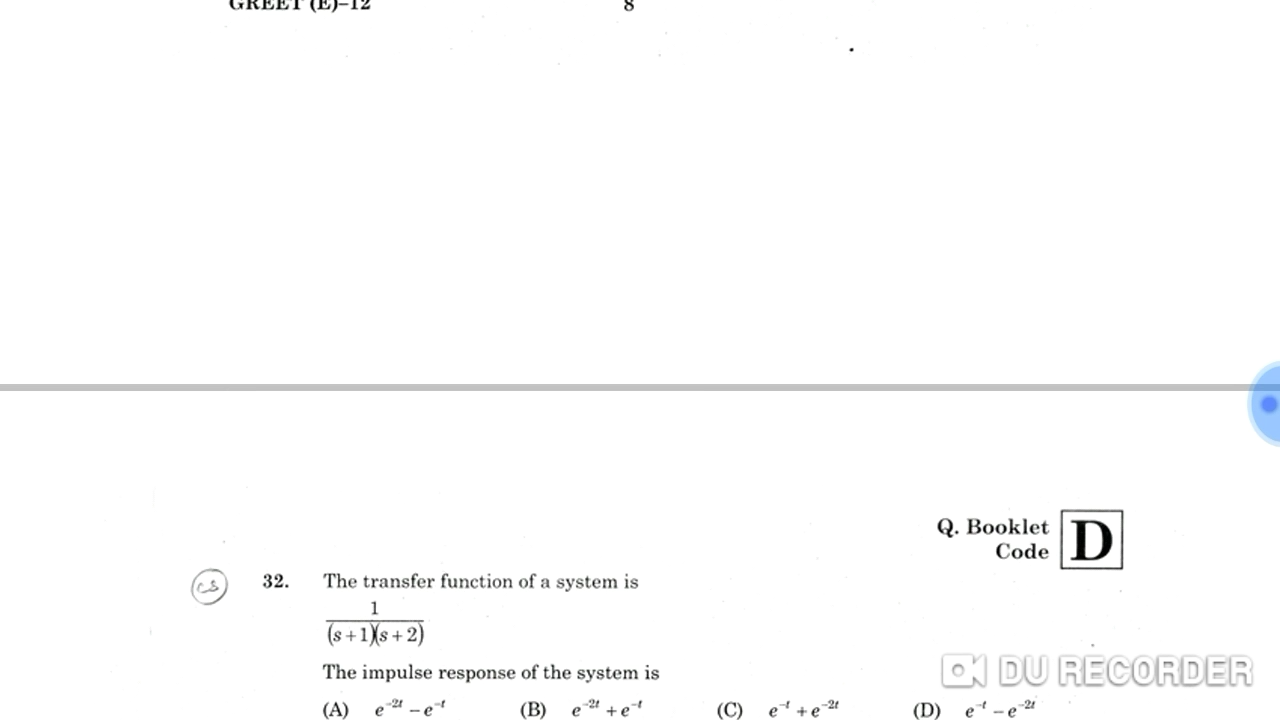 GREET (E)–12 8
Q. Booklet
Code D
CS 32. The transfer function of a system is
1
(s+1)(s+2)
The impulse response of the system is
DU RECORDER
(A) e⁻²ᵗ – e⁻ᵗ (B) e⁻²ᵗ + e⁻ᵗ (C) e⁻ᵗ + e⁻²ᵗ (D) e⁻ᵗ – e⁻²ᵗ